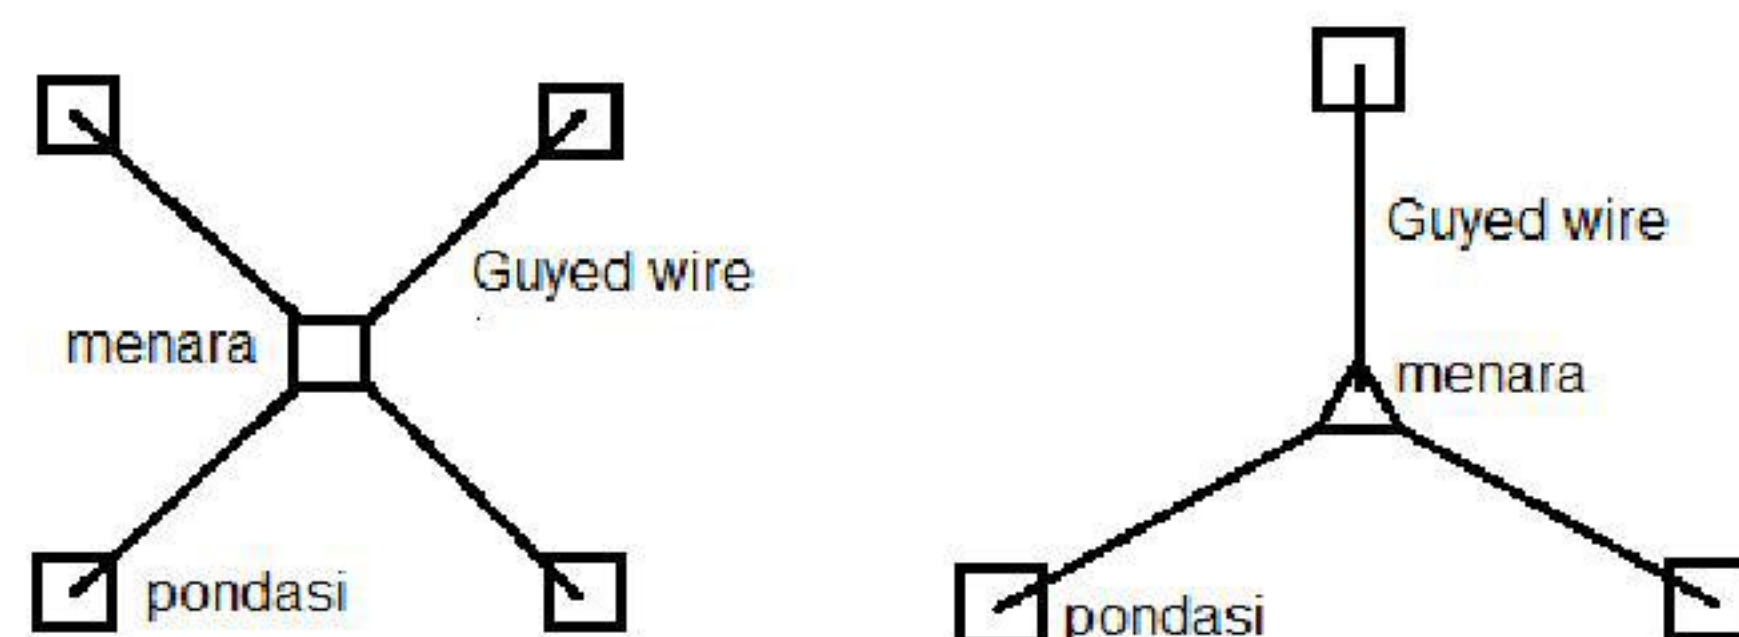 Guyed wire
menara
pondasi
Guyed wire
menara
pondasi